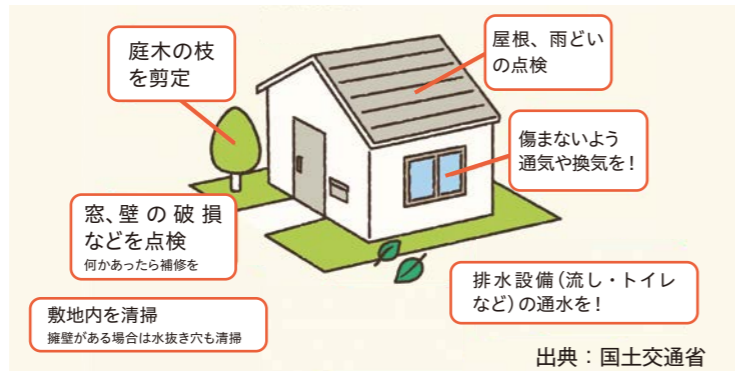 庭木の枝
を剪定
屋根、雨どい
の点検
傷まないよう
通気や換気を！
窓、壁の破損
などを点検
何かあったら補修を
排水設備（流し・トイレ
など）の通水を！
敷地内を清掃
擁壁がある場合は水抜き穴も清掃
出典：国土交通省